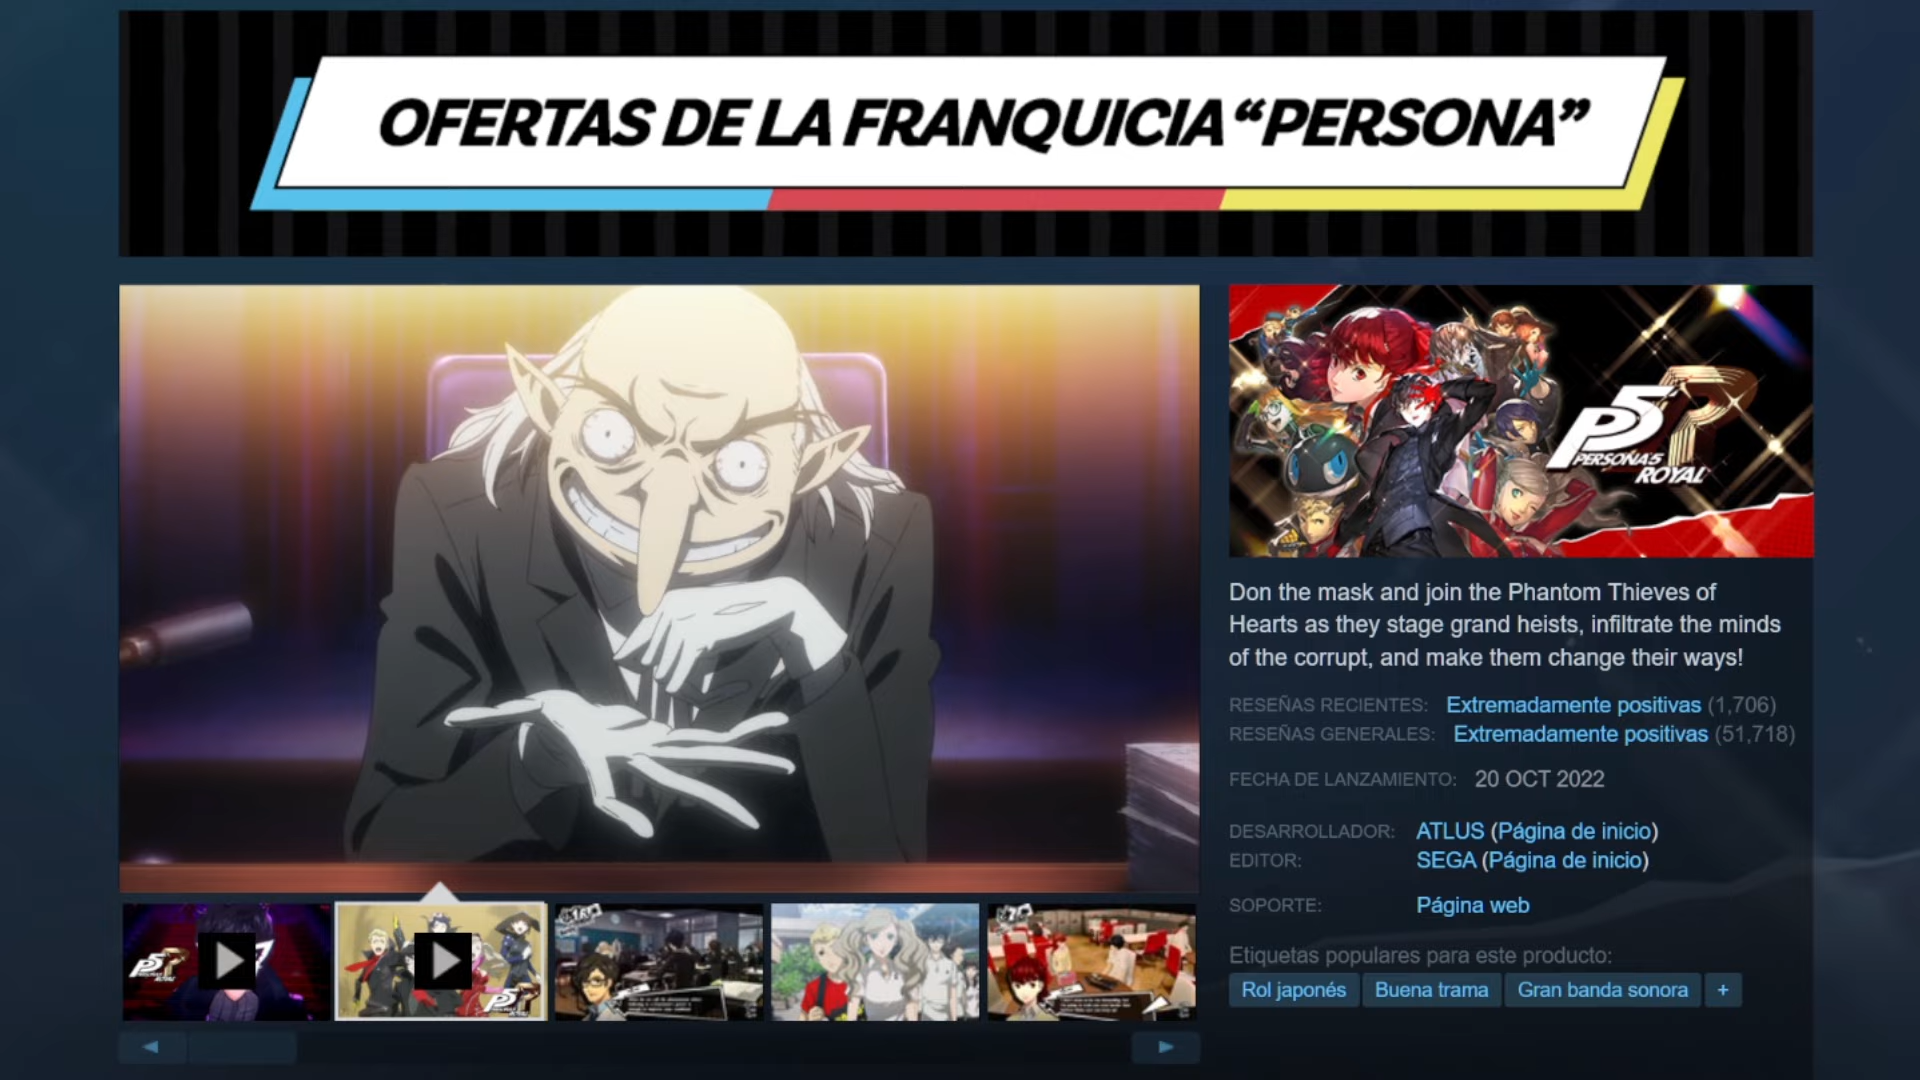 OFERTAS DE LA FRANQUICIA “PERSONA”
P5R
PERSONA5
ROYAL
Don the mask and join the Phantom Thieves of
Hearts as they stage grand heists, infiltrate the minds
of the corrupt, and make them change their ways!
RESEÑAS RECIENTES: Extremadamente positivas (1,706)
RESEÑAS GENERALES: Extremadamente positivas (51,718)
FECHA DE LANZAMIENTO: 20 OCT 2022
DESARROLLADOR: ATLUS (Página de inicio)
EDITOR: SEGA (Página de inicio)
SOPORTE: Página web
Etiquetas populares para este producto:
Rol japonés Buena trama Gran banda sonora +